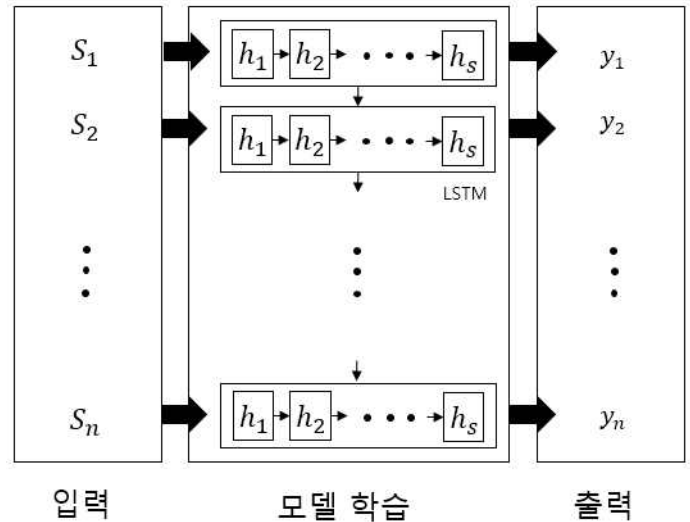 S₁ h₁ h₂ • • • hₛ y₁
S₂ h₁ h₂ • • • hₛ y₂
LSTM
Sₙ h₁ h₂ • • • hₛ yₙ
입력 모델 학습 출력